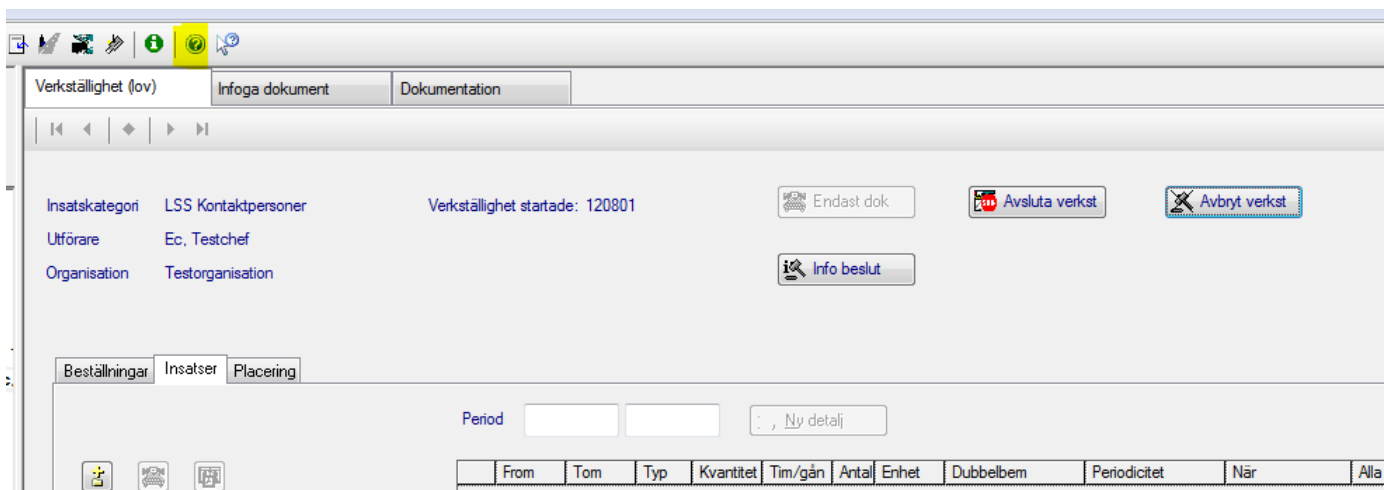 Verkställighet (lov)
Infoga dokument
Dokumentation
Insatskategori LSS Kontaktpersoner Verkställighet startade: 120801 Endast dok Avsluta verkst Avbryt verkst
Utförare Ec, Testchef
Organisation Testorganisation Info beslut
Beställningar Insatser Placering
Period Ny detalj
From Tom Typ Kvantitet Tim/gån Antal Enhet Dubbelbem Periodicitet När Alla